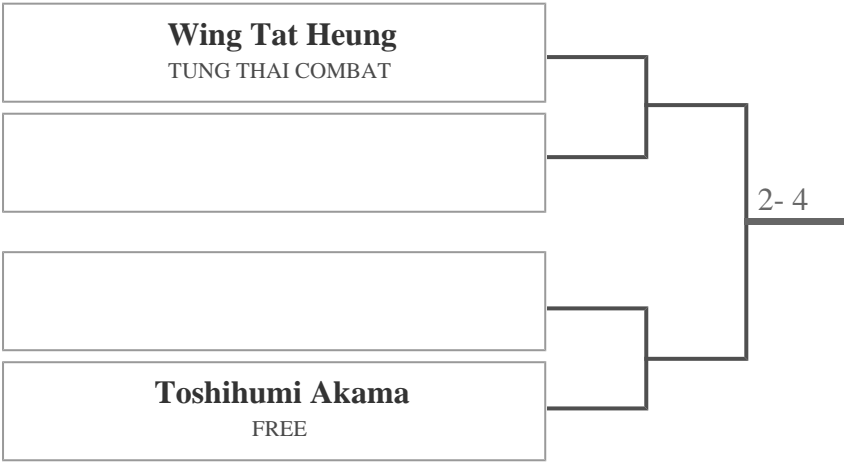 Wing Tat Heung
TUNG THAI COMBAT
2- 4
Toshihumi Akama
FREE